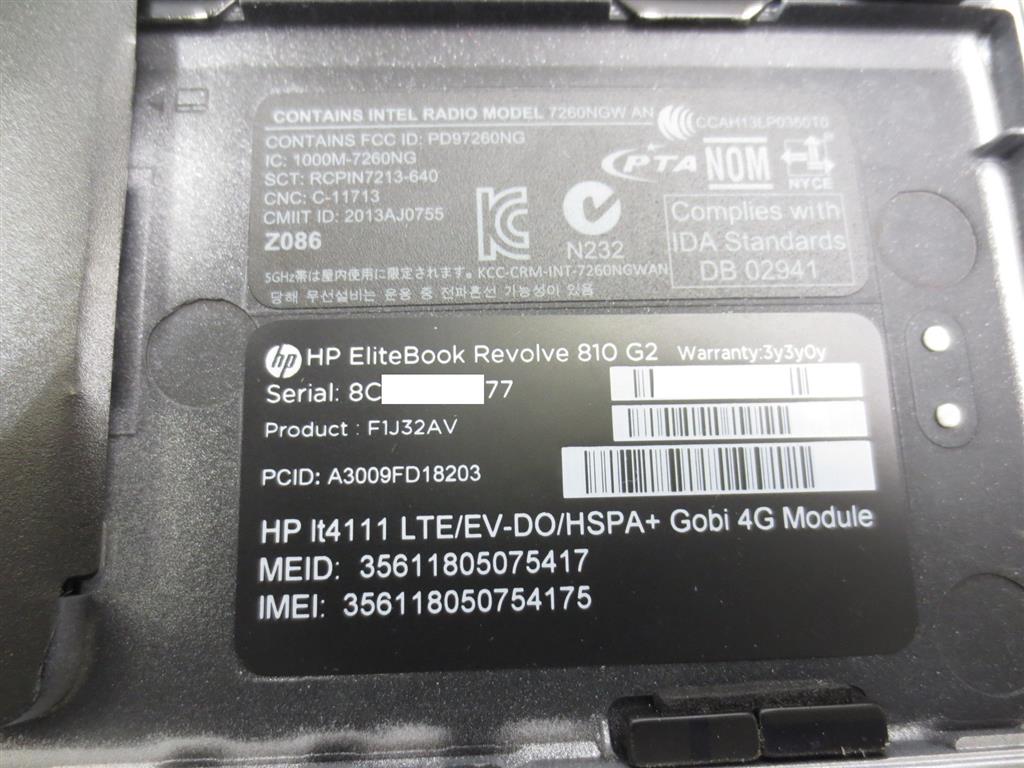 CONTAINS INTEL RADIO MODEL 7260NGW AN
CCAH13LP0360T0
CONTAINS FCC ID: PD97260NG
IC: 1000M-7260NG
SCT: RCPIN7213-640
CNC: C-11713
CMIIT ID: 2013AJ0755
Z086
PTA
NOM
NYCE
N232
Complies with
IDA Standards
DB 02941
5GHz帯は屋内使用に限定されます。KCC-CRM-INT-7260NGWAN
당해 무선설비는 운용 중 전파혼선 가능성이 있음
hp HP EliteBook Revolve 810 G2 Warranty:3y3y0y
Serial: 8C 77
Product : F1J32AV
PCID: A3009FD18203
HP lt4111 LTE/EV-DO/HSPA+ Gobi 4G Module
MEID: 35611805075417
IMEI: 356118050754175